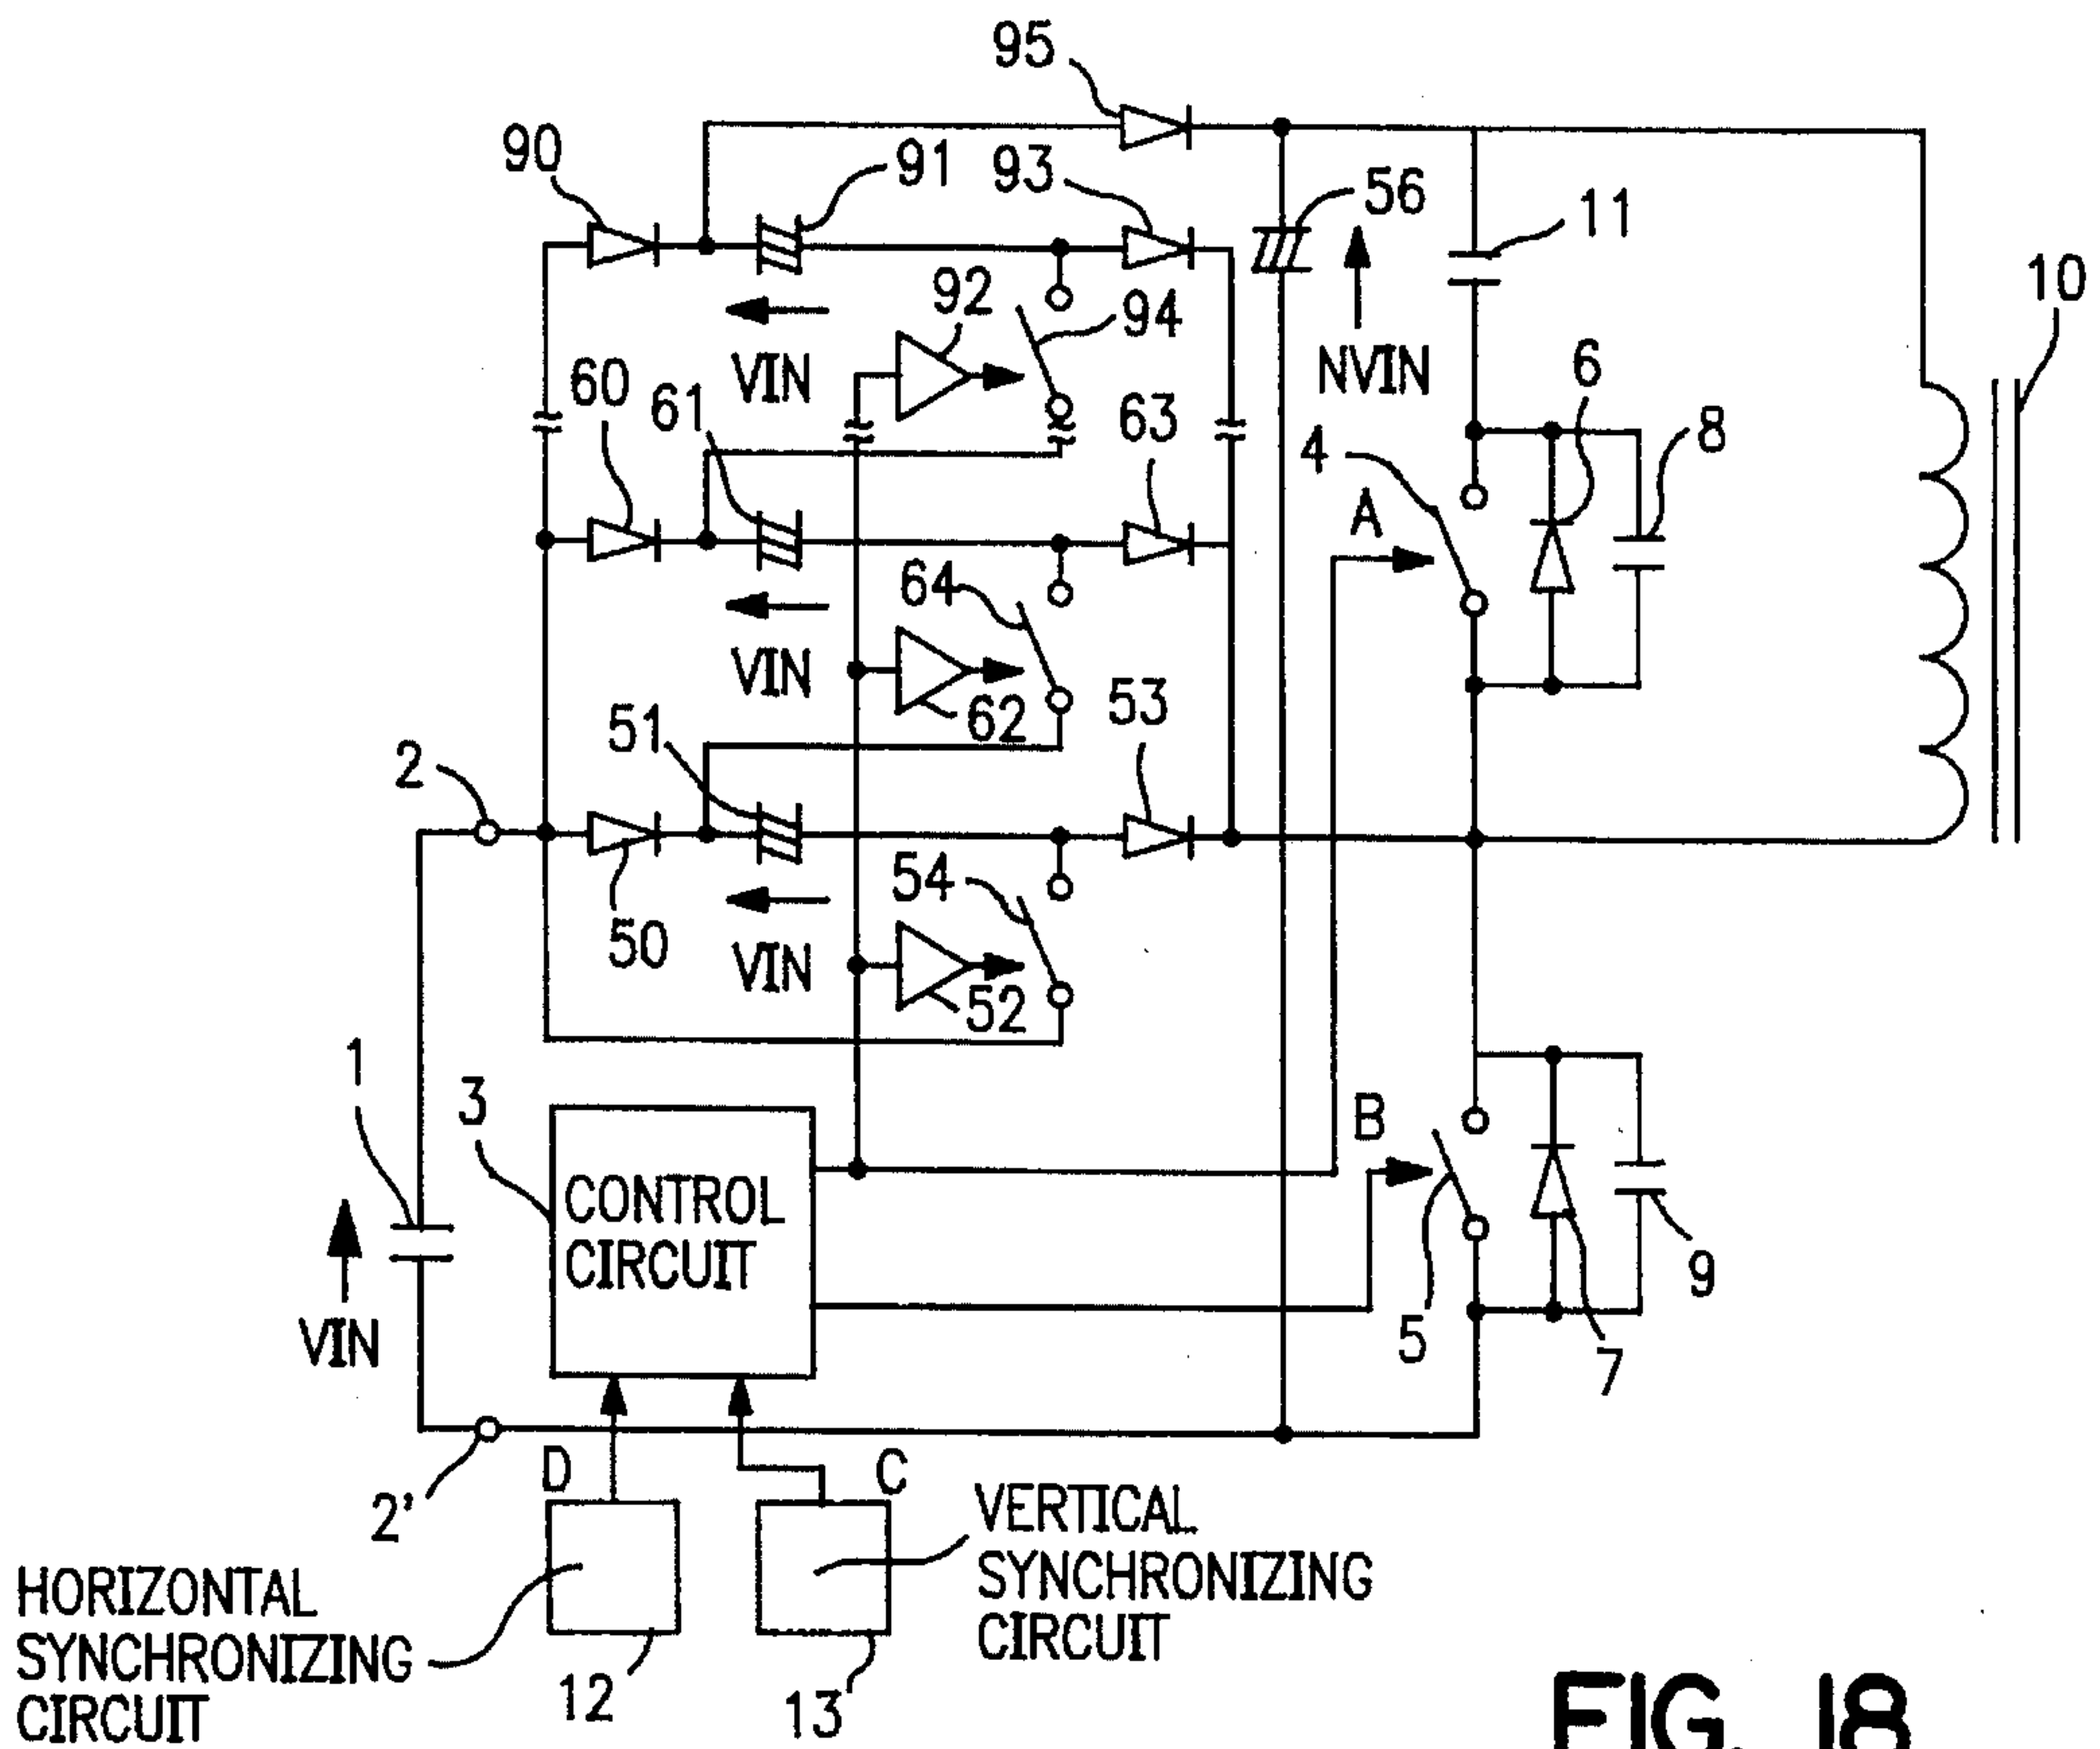 95
90
91
93
56
11
10
92
94
VIN
NVIN
6
60
61
63
4
8
A
64
VIN
62
53
51
2
54
50
VIN
52
1
3
B
CONTROL
CIRCUIT
VIN
5
7
9
2'
D
C
VERTICAL
SYNCHRONIZING
CIRCUIT
HORIZONTAL
SYNCHRONIZING
CIRCUIT
12
13
FIG. 18